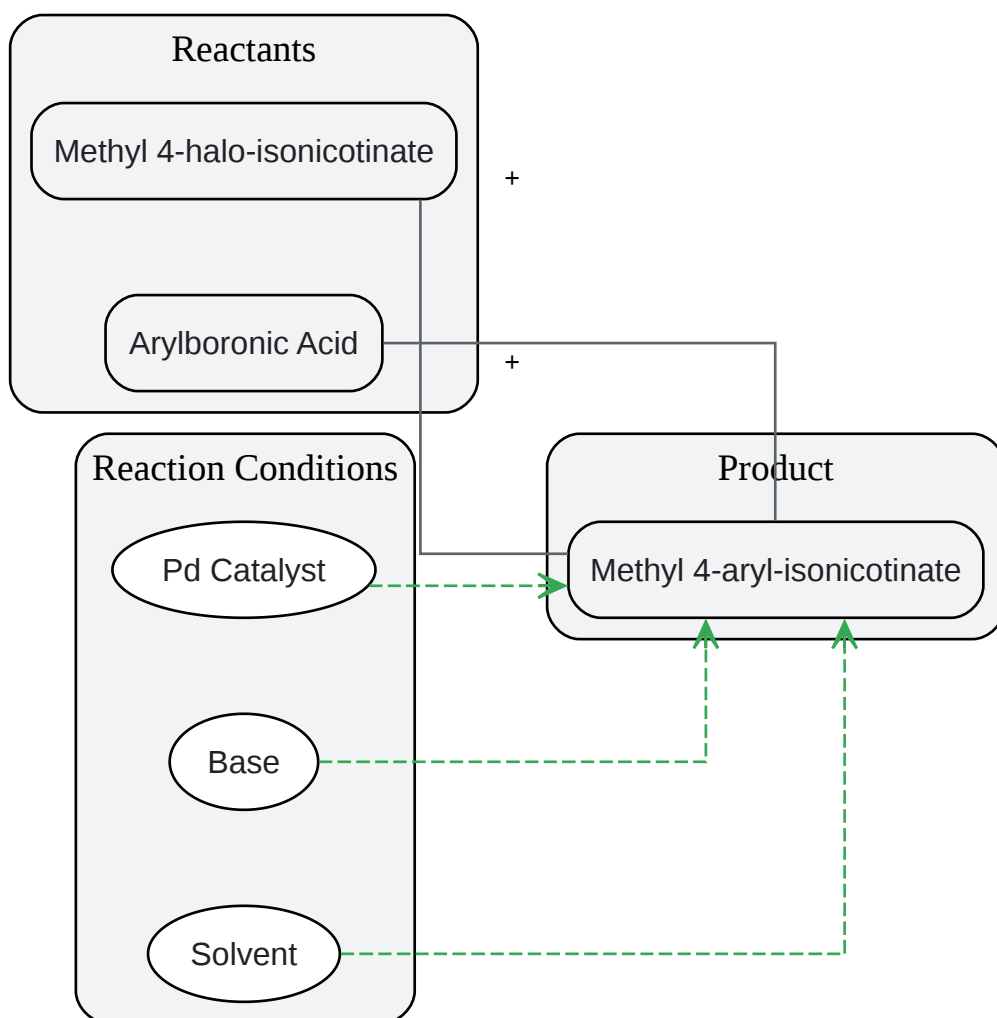 Reactants
Methyl 4-halo-isonicotinate
+
Arylboronic Acid
+
Reaction Conditions
Product
Pd Catalyst
Methyl 4-aryl-isonicotinate
Base
Solvent